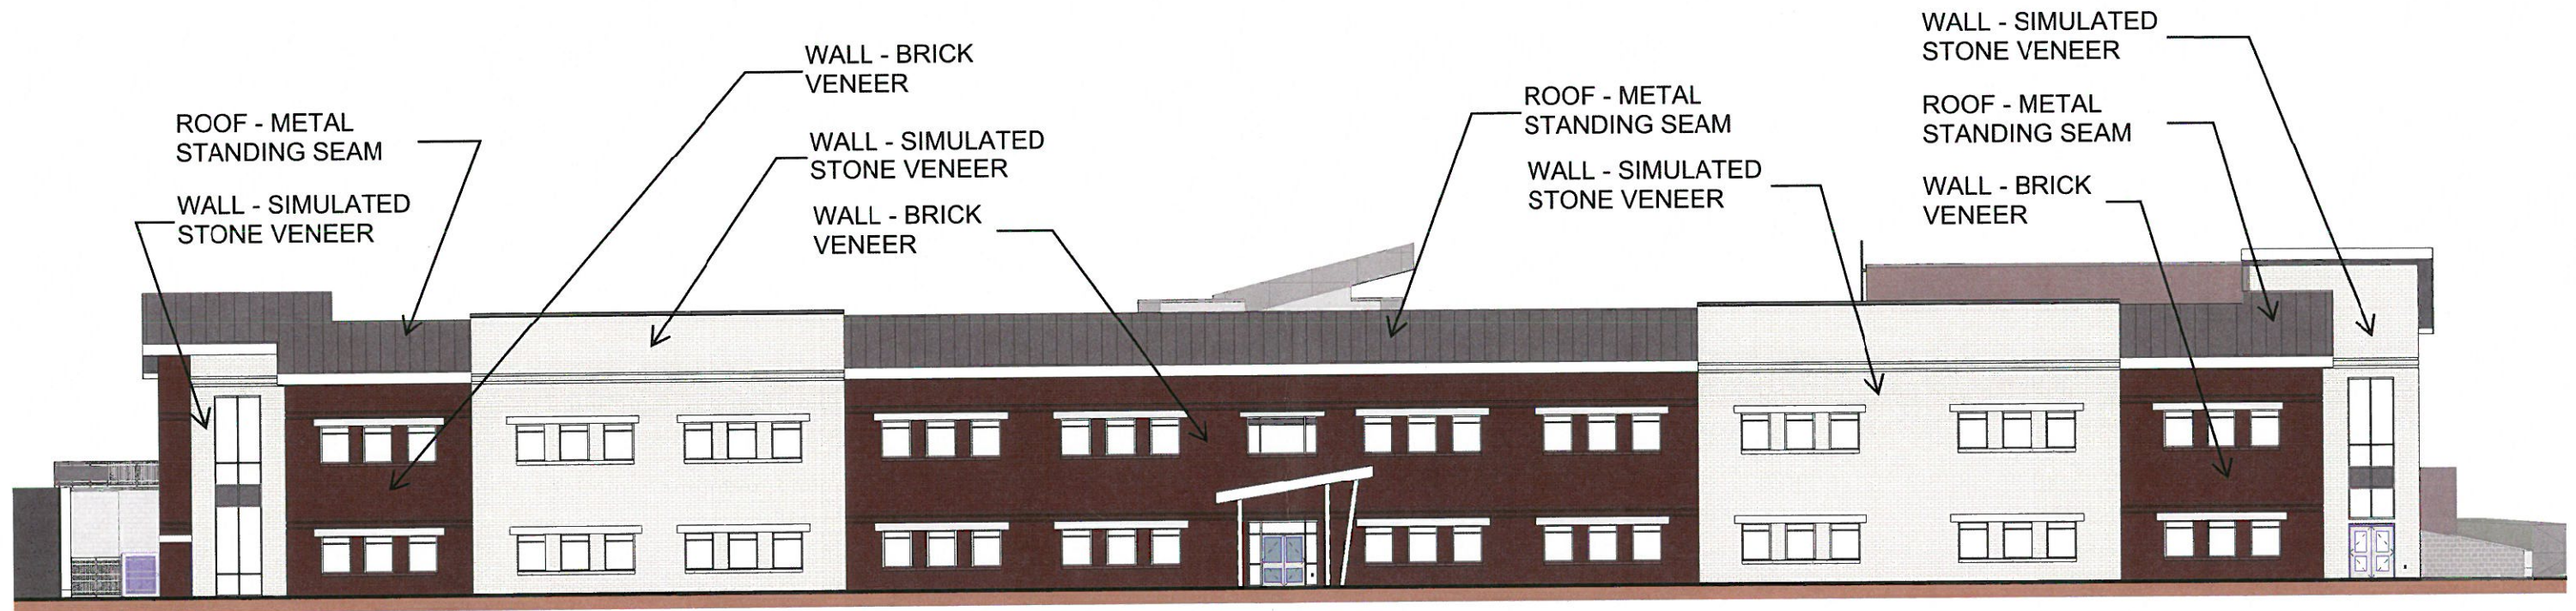 ROOF - METAL
STANDING SEAM
WALL - SIMULATED
STONE VENEER
WALL - BRICK
VENEER
WALL - SIMULATED
STONE VENEER
WALL - BRICK
VENEER
ROOF - METAL
STANDING SEAM
WALL - SIMULATED
STONE VENEER
WALL - SIMULATED
STONE VENEER
ROOF - METAL
STANDING SEAM
WALL - BRICK
VENEER